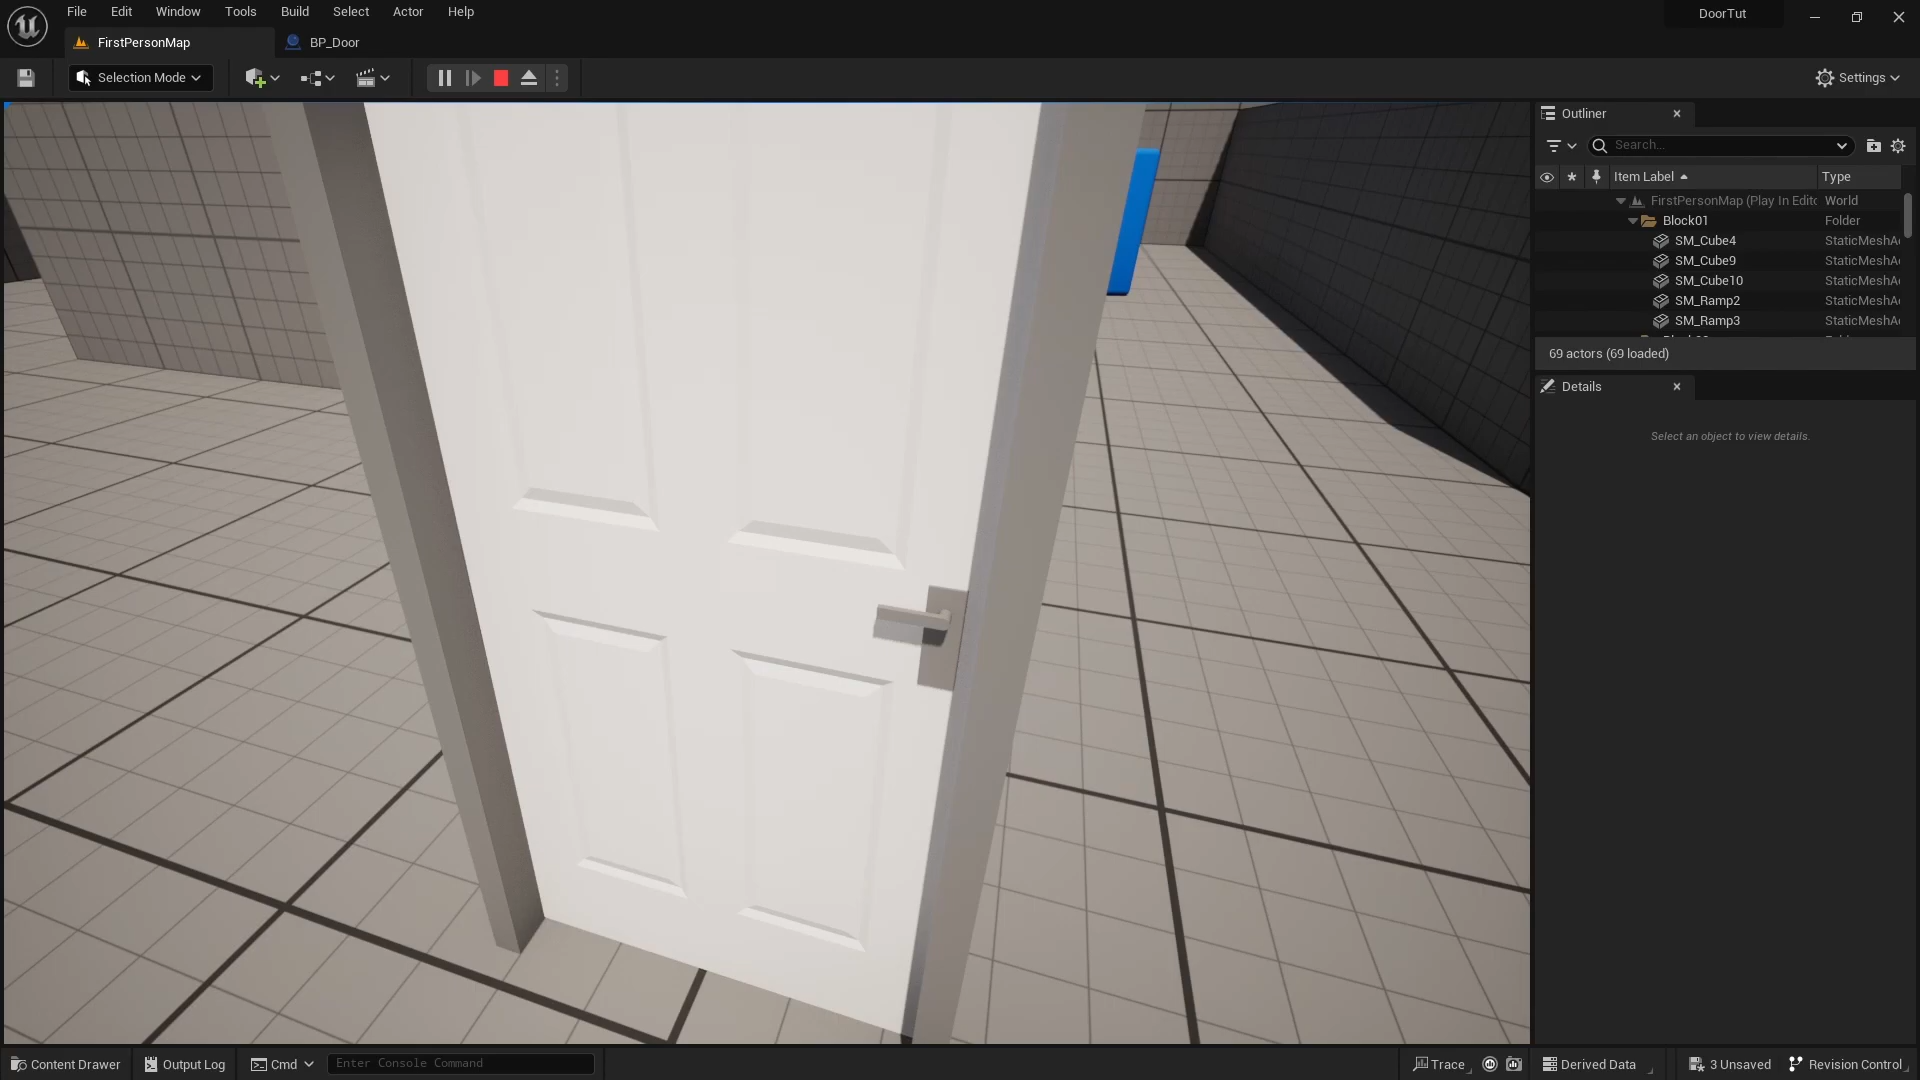 File Edit Window Tools Build Select Actor Help
DoorTut
FirstPersonMap
BP_Door
Selection Mode
Settings
Outliner
Search...
Item Label
Type
FirstPersonMap (Play In Edito
World
Block01
Folder
SM_Cube4
StaticMeshA
SM_Cube9
StaticMeshA
SM_Cube10
StaticMeshA
SM_Ramp2
StaticMeshA
SM_Ramp3
StaticMeshA
69 actors (69 loaded)
Details
Select an object to view details.
Content Drawer
Output Log
Cmd
Enter Console Command
Trace
Derived Data
3 Unsaved
Revision Control